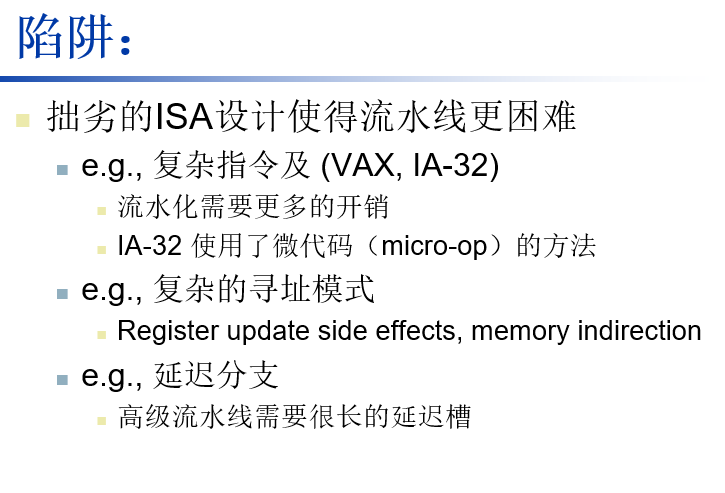 陷阱：
拙劣的ISA设计使得流水线更困难
e.g., 复杂指令及 (VAX, IA-32)
流水化需要更多的开销
IA-32 使用了微代码（micro-op）的方法
e.g., 复杂的寻址模式
Register update side effects, memory indirection
e.g., 延迟分支
高级流水线需要很长的延迟槽